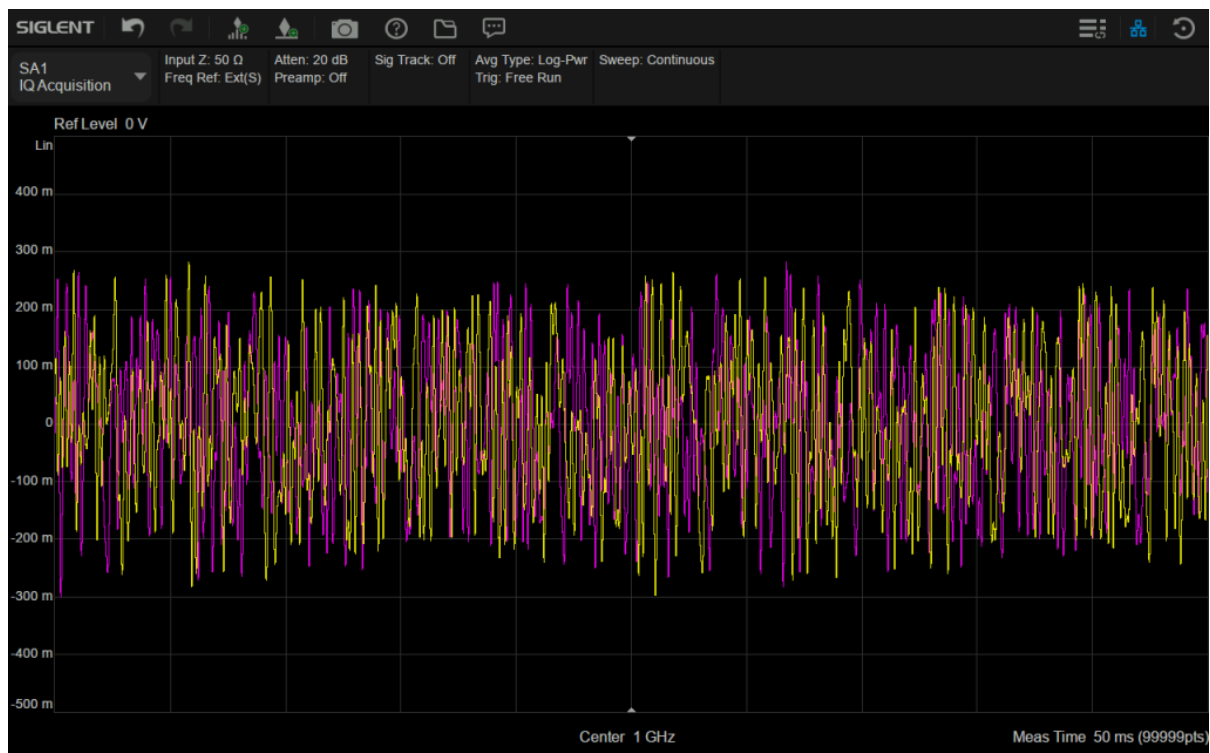 SIGLENT
SA1
IQ Acquisition
Input Z: 50 Ω
Freq Ref: Ext(S)
Atten: 20 dB
Preamp: Off
Sig Track: Off
Avg Type: Log-Pwr
Trig: Free Run
Sweep: Continuous
Ref Level 0 V
Lin
400 m
300 m
200 m
100 m
0
-100 m
-200 m
-300 m
-400 m
-500 m
Center 1 GHz
Meas Time 50 ms (99999pts)